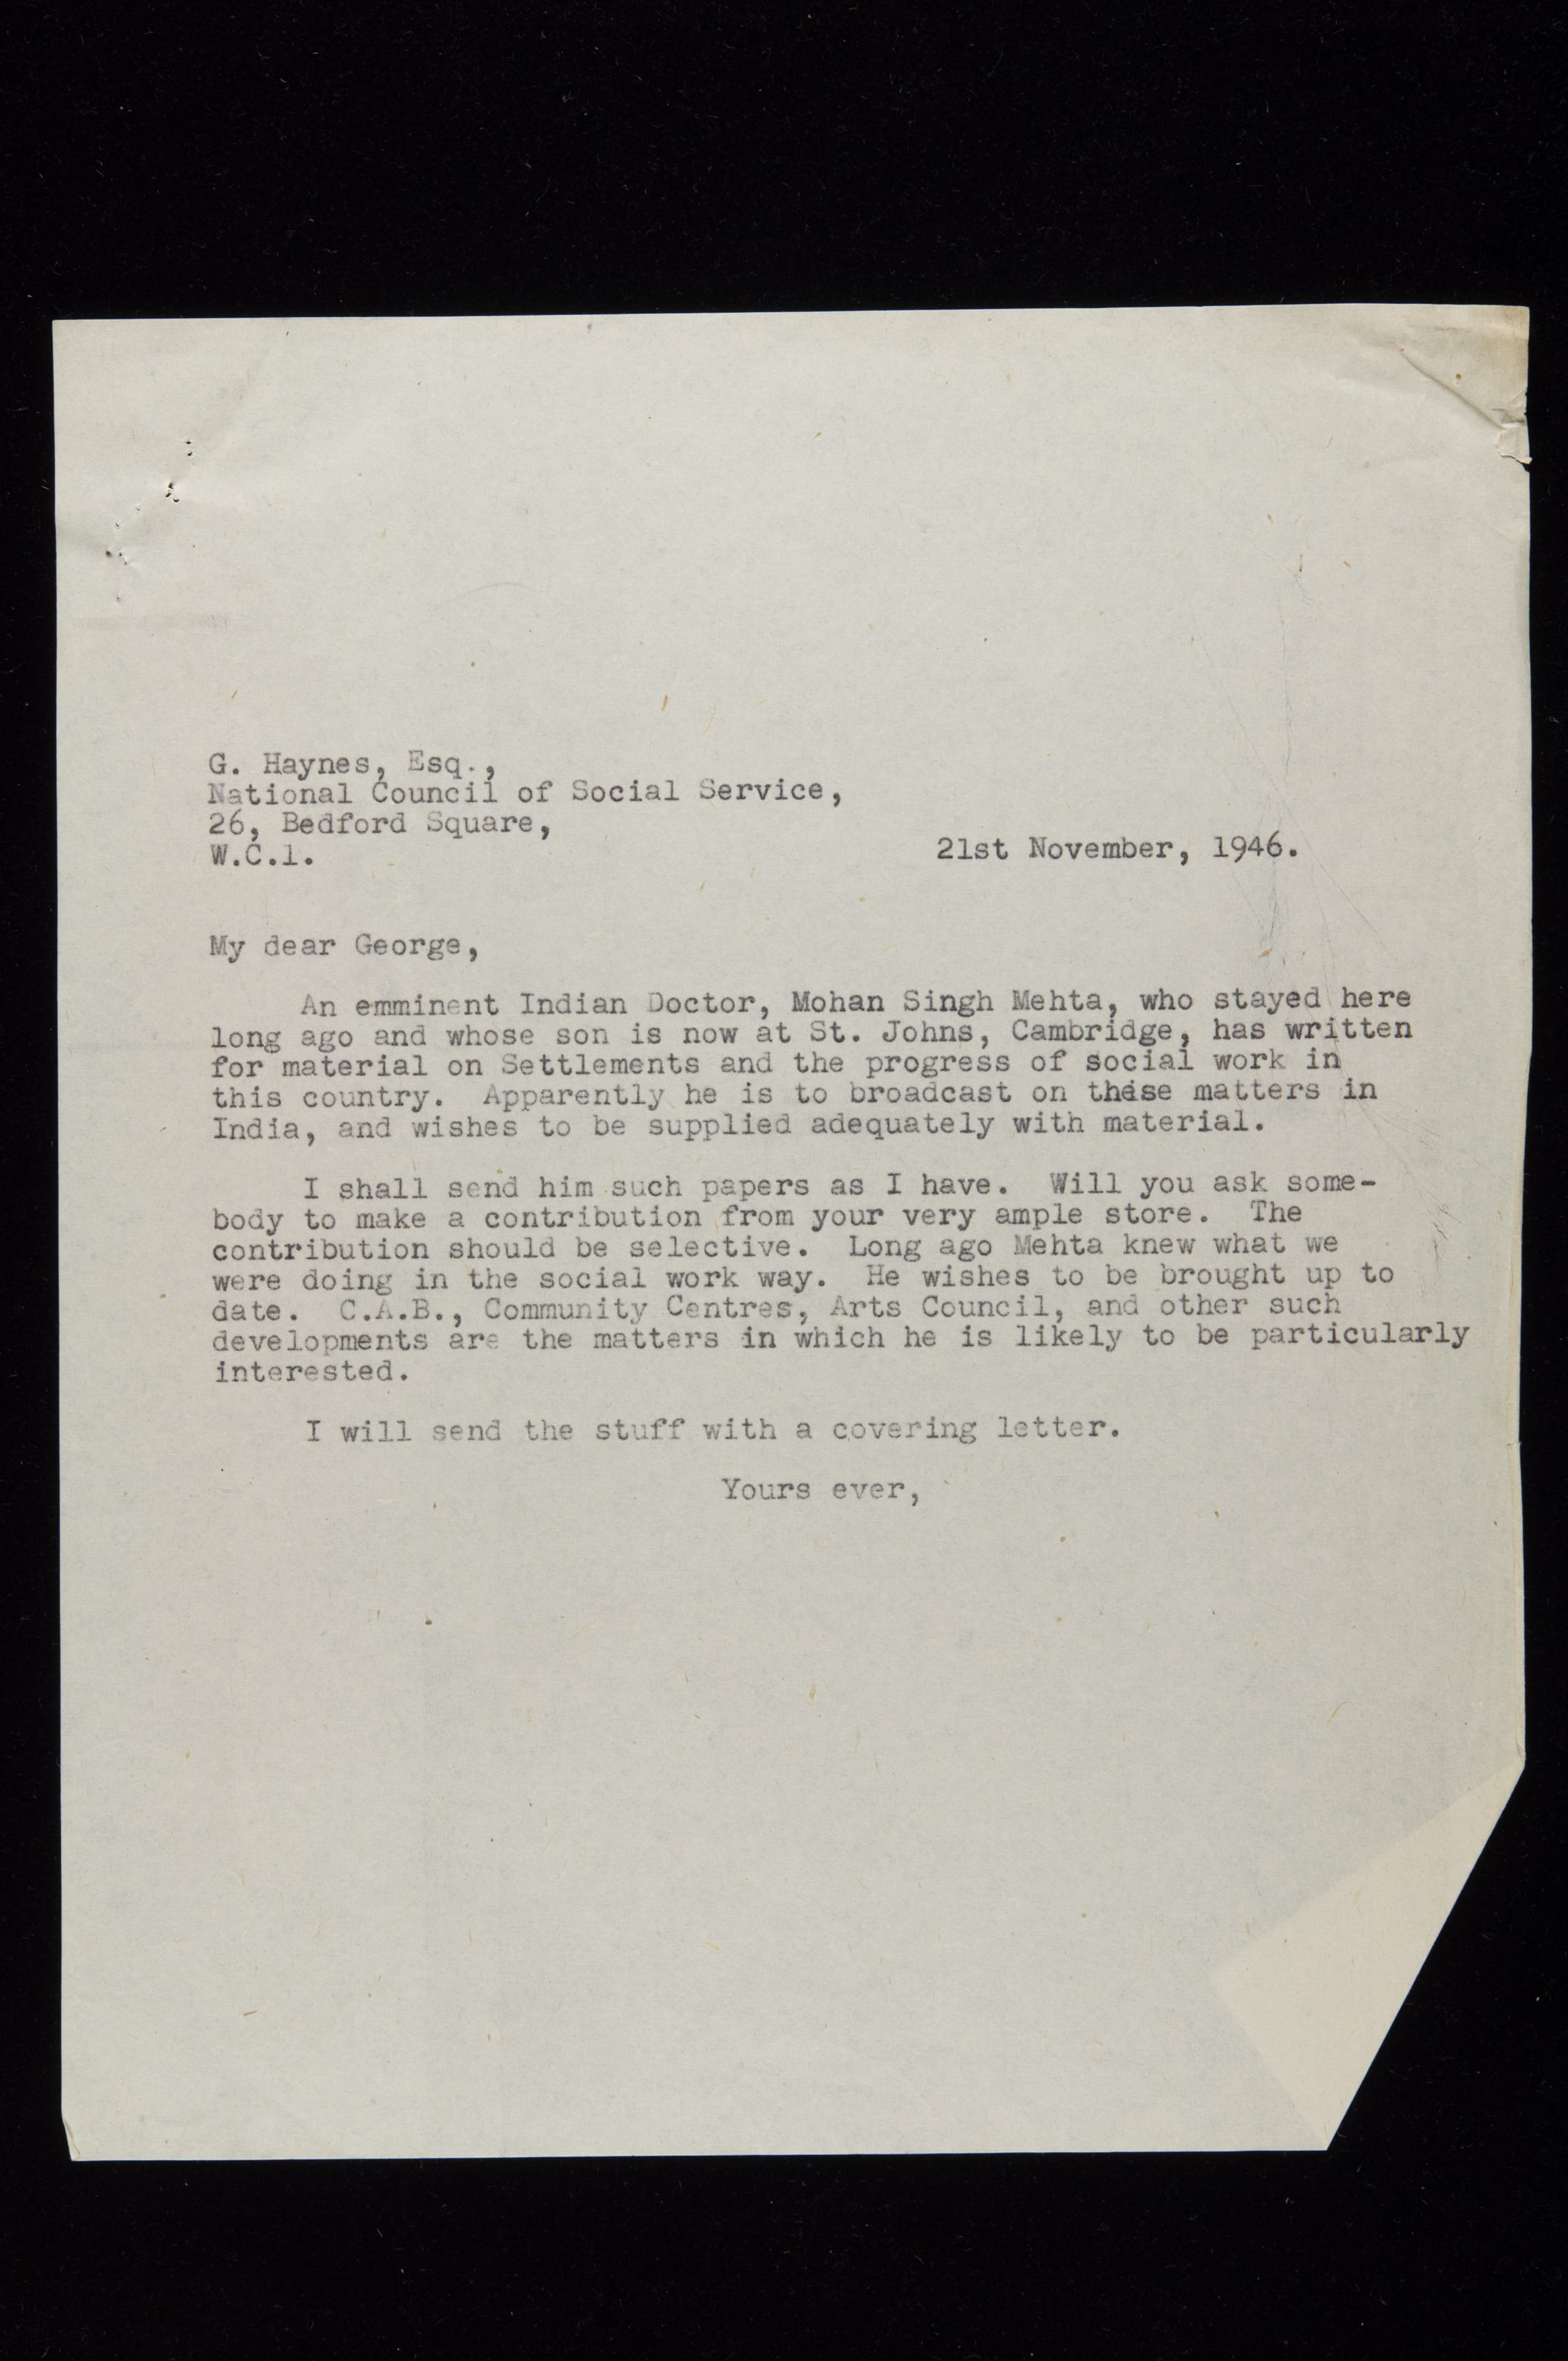 G. Haynes, Esq.,
National Council of Social Service,
26, Bedford Square,
W.C.1.
21st November, 1946.
My dear George,
An emminent Indian Doctor, Mohan Singh Mehta, who stayed here
long ago and whose son is now at St. Johns, Cambridge, has written
for material on Settlements and the progress of social work in
this country. Apparently he is to broadcast on these matters in
India, and wishes to be supplied adequately with material.
I shall send him such papers as I have. Will you ask some-
body to make a contribution from your very ample store. The
contribution should be selective. Long ago Mehta knew what we
were doing in the social work way. He wishes to be brought up to
date. C.A.B., Community Centres, Arts Council, and other such
developments are the matters in which he is likely to be particularly
interested.
I will send the stuff with a covering letter.
Yours ever,